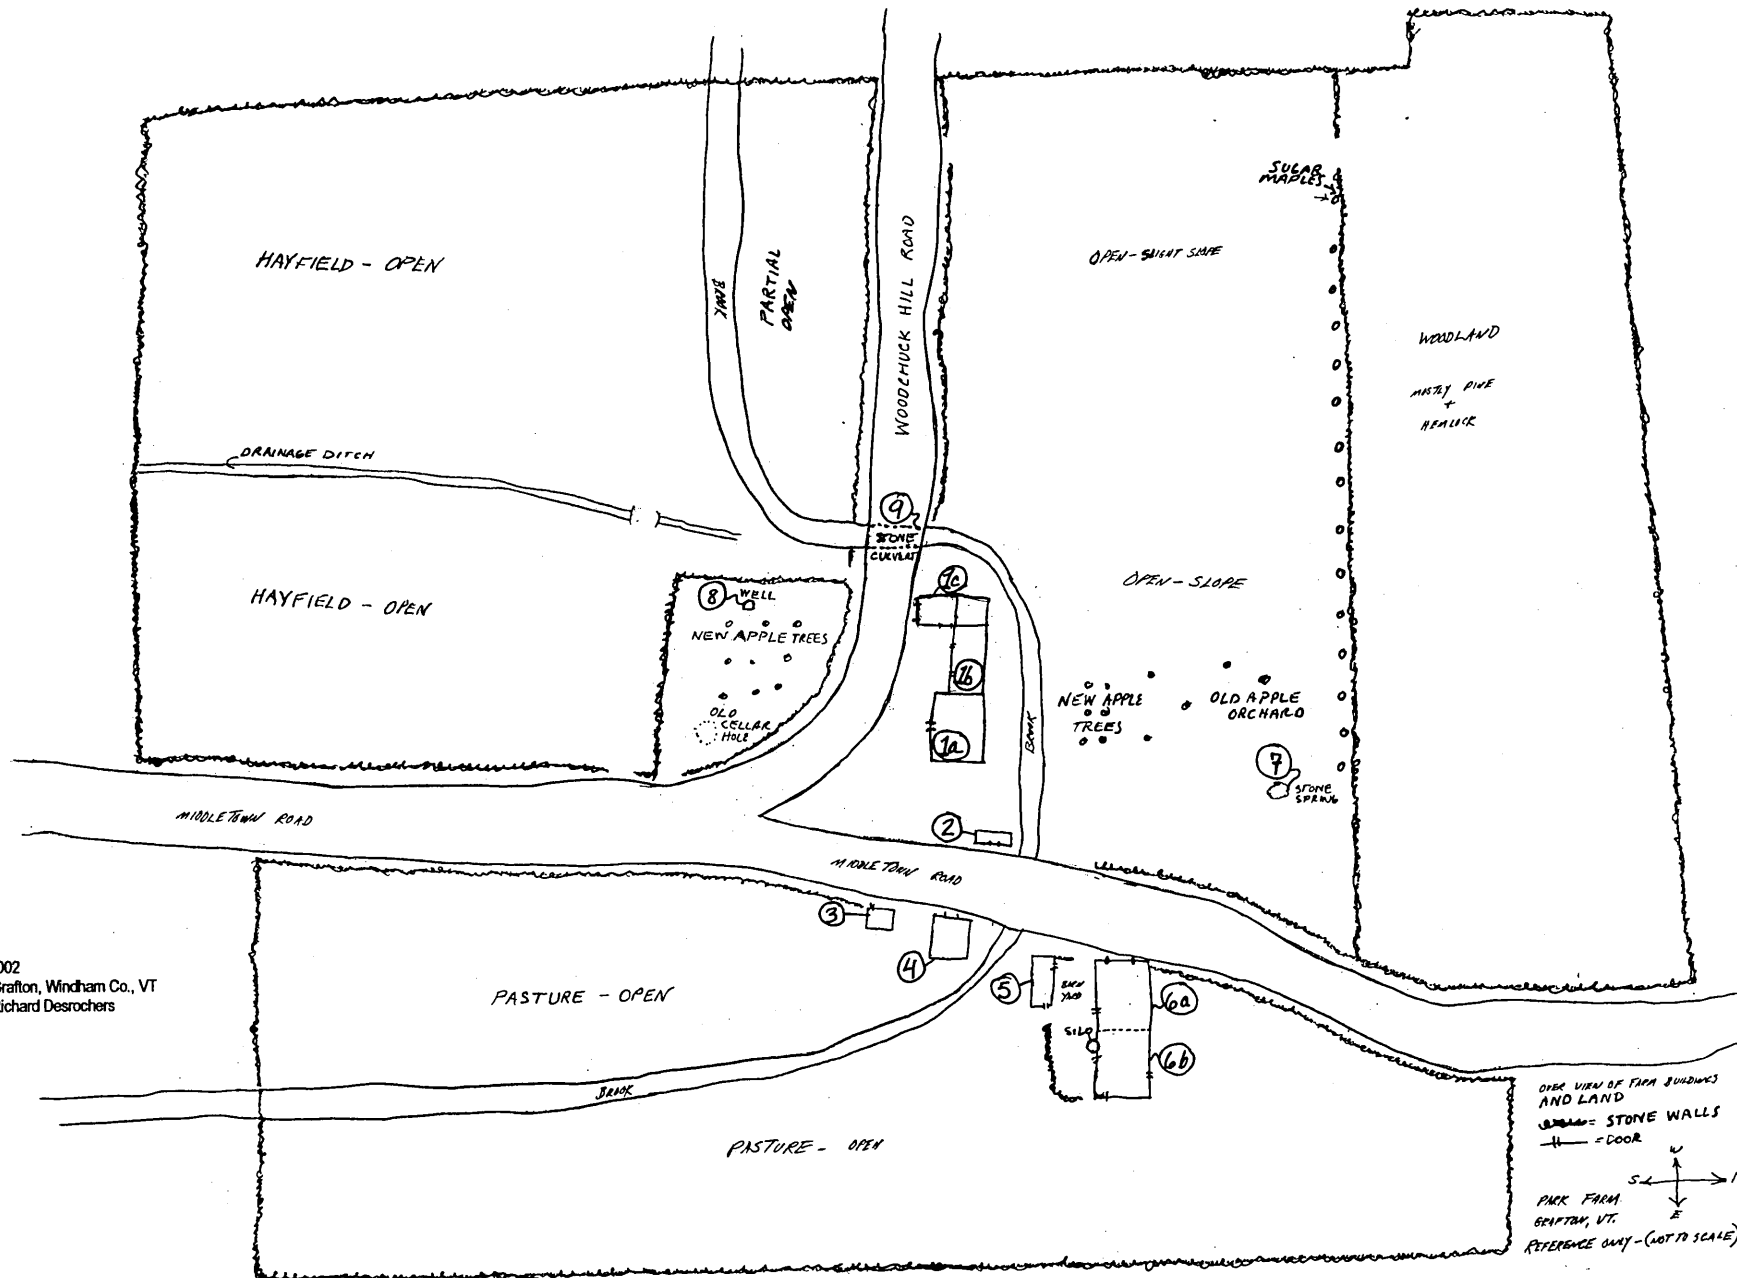 SUGAR
MAPLES
HAYFIELD - OPEN
BROOK
PARTIAL
OPEN
WOODCHUCK HILL ROAD
OPEN - SLIGHT SLOPE
WOODLAND
MOSTLY PINE
+
HEMLOCK
DRAINAGE DITCH
9
STONE
CULVERT
HAYFIELD - OPEN
8
WELL
NEW APPLE TREES
OLD
CELLAR
HOLE
1c
1b
1a
BROOK
OPEN - SLOPE
NEW APPLE
TREES
OLD APPLE
ORCHARD
7
STONE
SPRING
MIDDLETOWN ROAD
2
MIDDLETOWN ROAD
3
4
5
BARN
YARD
6a
SILO
6b
002
Grafton, Windham Co., VT
Richard Desrochers
PASTURE - OPEN
BROOK
PASTURE - OPEN
OVER VIEW OF FARM BUILDINGS
AND LAND
= STONE WALLS
= DOOR
W
S
E
PARK FARM
GRAFTON, VT.
REFERENCE ONLY - (NOT TO SCALE)